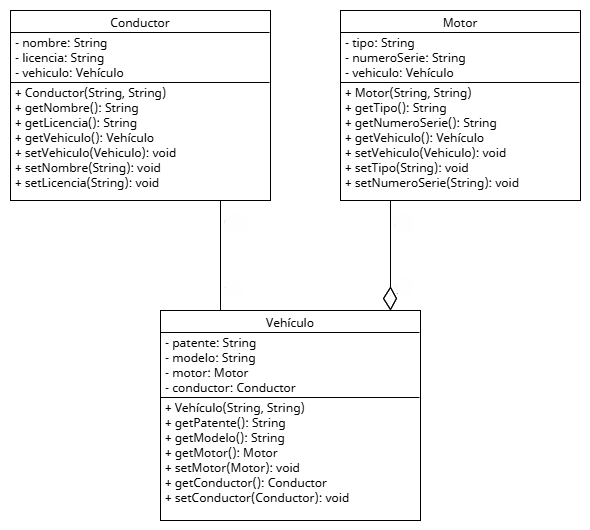 Conductor
- nombre: String
- licencia: String
- vehiculo: Vehículo
+ Conductor(String, String)
+ getNombre(): String
+ getLicencia(): String
+ getVehiculo(): Vehículo
+ setVehiculo(Vehiculo): void
+ setNombre(String): void
+ setLicencia(String): void
Motor
- tipo: String
- numeroSerie: String
- vehiculo: Vehículo
+ Motor(String, String)
+ getTipo(): String
+ getNumeroSerie(): String
+ getVehiculo(): Vehículo
+ setVehiculo(Vehiculo): void
+ setTipo(String): void
+ setNumeroSerie(String): void
Vehículo
- patente: String
- modelo: String
- motor: Motor
- conductor: Conductor
+ Vehículo(String, String)
+ getPatente(): String
+ getModelo(): String
+ getMotor(): Motor
+ setMotor(Motor): void
+ getConductor(): Conductor
+ setConductor(Conductor): void